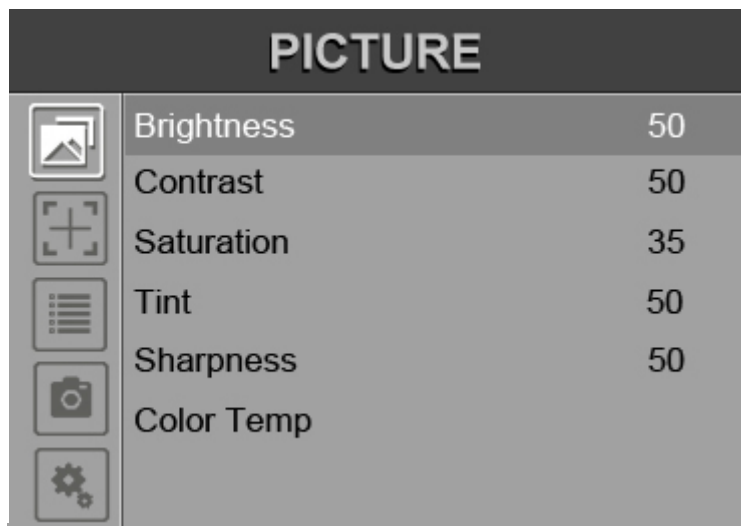 PICTURE
Brightness 50
Contrast 50
Saturation 35
Tint 50
Sharpness 50
Color Temp